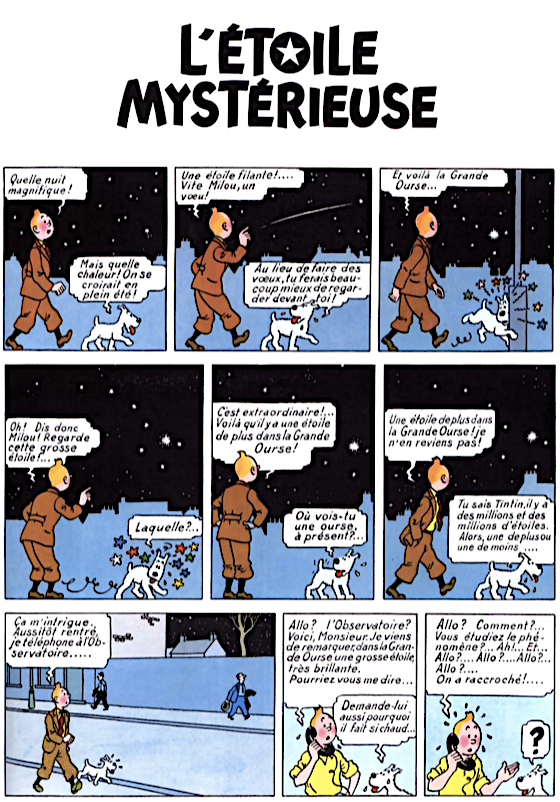 L'ÉTOILE
MYSTÉRIEUSE
Quelle nuit
magnifique!
Mais quelle
chaleur! On se
croirait en
plein été!
Une étoile filante!....
Vite Milou, un
vœu!
Au lieu de faire des
vœux, tu ferais beau-
coup mieux de regar-
der devant toi!
Et voilà la Grande
Ourse...
Oh! Dis donc
Milou! Regarde
cette grosse
étoile!...
Laquelle?...
C'est extraordinaire!...
Voilà qu'il y a une étoile
de plus dans la Grande
Ourse!
Où vois-tu
une ourse,
à présent?...
Une étoile de plus dans
la Grande Ourse! je
n'en reviens pas!
Tu sais Tintin, il y a
des millions et des
millions d'étoiles.
Alors, une de plus ou
une de moins ....
Ça m'intrigue.
Aussitôt rentré,
je téléphone à l'Ob-
servatoire.....
Allo? l'Observatoire?
Voici, Monsieur. Je viens
de remarquer, dans la Gran-
de Ourse une grosse étoile,
très brillante.
Pourriez vous me dire...
Demande-lui
aussi pourquoi
il fait si chaud...
Allo? Comment?...
Vous étudiez le phé-
nomène?... Ah!... Et...
Allo?.... Allo?... Allo?...
Allo?....
On a raccroché!....
?